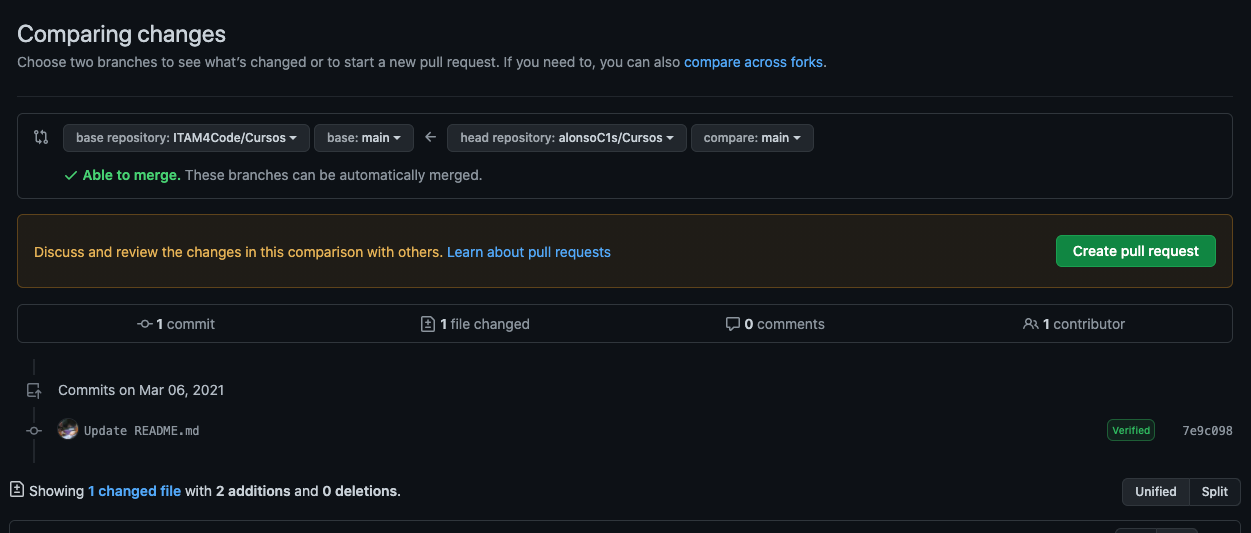 Comparing changes
Choose two branches to see what's changed or to start a new pull request. If you need to, you can also compare across forks.
base repository: ITAM4Code/Cursos base: main head repository: alonsoC1s/Cursos compare: main
Able to merge. These branches can be automatically merged.
Discuss and review the changes in this comparison with others. Learn about pull requests Create pull request
1 commit 1 file changed 0 comments 1 contributor
Commits on Mar 06, 2021
Update README.md Verified 7e9c098
Showing 1 changed file with 2 additions and 0 deletions. Unified Split